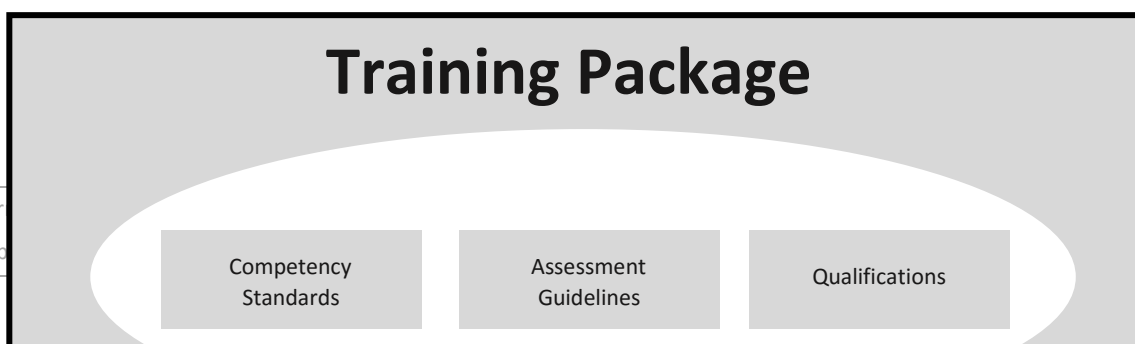 Training Package
Competency
Standards
Assessment
Guidelines
Qualifications